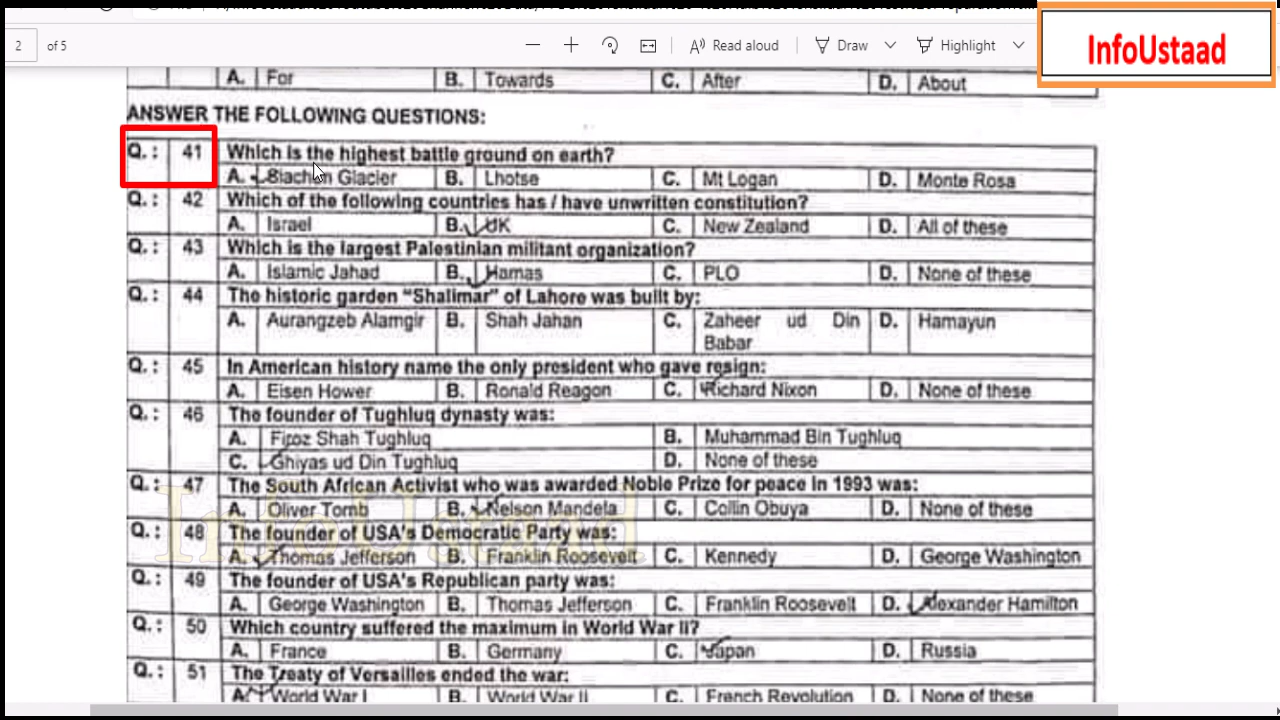 InfoUstaad
2 of 5 Read aloud Draw Highlight
A. For B. Towards C. After D. About
ANSWER THE FOLLOWING QUESTIONS:
Q.: 41 Which is the highest battle ground on earth?
A. Siachin Glacier B. Lhotse C. Mt Logan D. Monte Rosa
Q.: 42 Which of the following countries has / have unwritten constitution?
A. Israel B. UK C. New Zealand D. All of these
Q.: 43 Which is the largest Palestinian militant organization?
A. Islamic Jahad B. Hamas C. PLO D. None of these
Q.: 44 The historic garden "Shalimar" of Lahore was built by:
A. Aurangzeb Alamgir B. Shah Jahan C. Zaheer ud Din D. Hamayun
Babar
Q.: 45 In American history name the only president who gave resign:
A. Eisen Hower B. Ronald Reagon C. Richard Nixon D. None of these
Q.: 46 The founder of Tughluq dynasty was:
A. Firoz Shah Tughluq B. Muhammad Bin Tughluq
C. Ghiyas ud Din Tughluq D. None of these
Q.: 47 The South African Activist who was awarded Noble Prize for peace in 1993 was:
A. Oliver Tomb B. Nelson Mandela C. Collin Obuya D. None of these
Info Ustaad
Q.: 48 The founder of USA's Democratic Party was:
A. Thomas Jefferson B. Franklin Roosevelt C. Kennedy D. George Washington
Q.: 49 The founder of USA's Republican party was:
A. George Washington B. Thomas Jefferson C. Franklin Roosevelt D. Alexander Hamilton
Q.: 50 Which country suffered the maximum in World War II?
A. France B. Germany C. Japan D. Russia
Q.: 51 The Treaty of Versailles ended the war:
A. World War I B. World War II C. French Revolution D. None of these